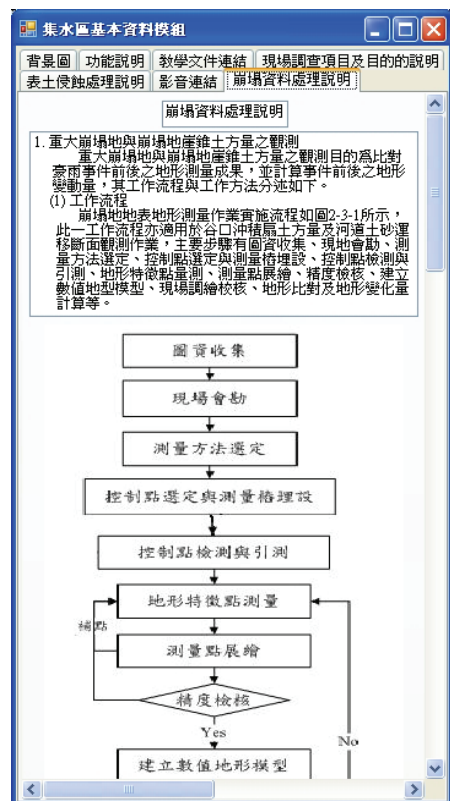 集水區基本資料模組
背景圖 功能說明 教學文件連結 現場調查項目及目的的說明
表土侵蝕處理說明 影音連結 崩塌資料處理說明
崩塌資料處理說明
1. 重大崩塌地與崩塌地崖錐土方量之觀測
重大崩塌地與崩塌地崖錐土方量之觀測目的為比對
豪雨事件前後之地形測量成果，並計算事件前後之地形
變動量，其工作流程與工作方法分述如下。
(1) 工作流程
崩塌地地表地形測量作業實施流程如圖2-3-1所示，
此一工作流程亦適用於谷口沖積扇土方量及河道土砂運
移斷面觀測作業，主要步驟有圖資收集、現地會勘、測
量方法選定、控制點選定與測量樁埋設、控制點檢測與
引測、地形特徵點量測、測量點展繪、精度檢核、建立
數值地型模型、現場調繪校核、地形比對及地形變化量
計算等。
圖資收集
現場會勘
測量方法選定
控制點選定與測量樁埋設
控制點檢測與引測
地形特徵點測量
補點
測量點展繪
精度檢核
Yes
No
建立數值地形模型